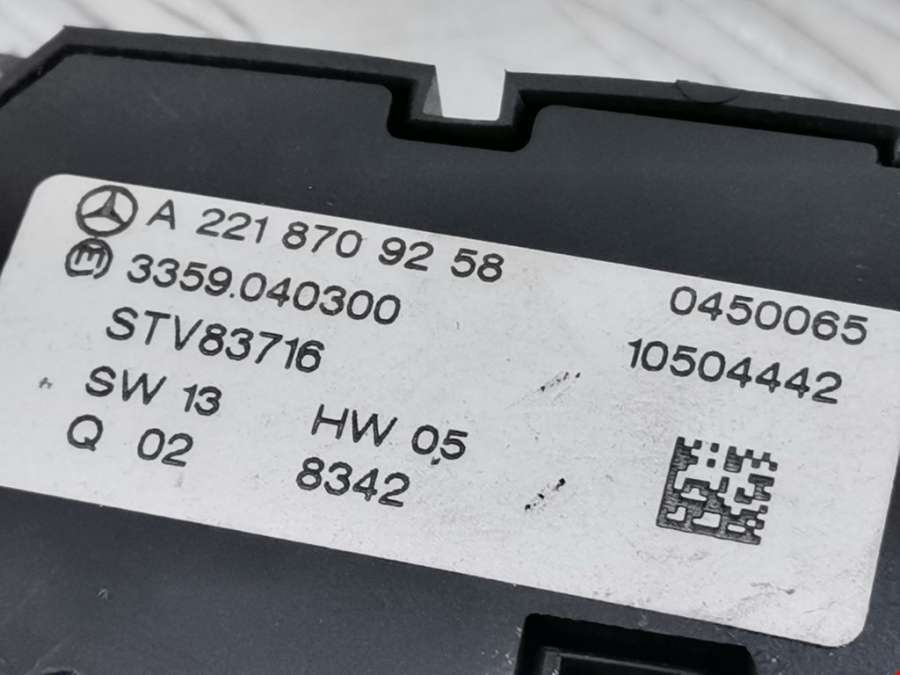 A 221 870 92 58
3359.040300 0450065
STV83716 10504442
SW 13 HW 05
Q 02 8342